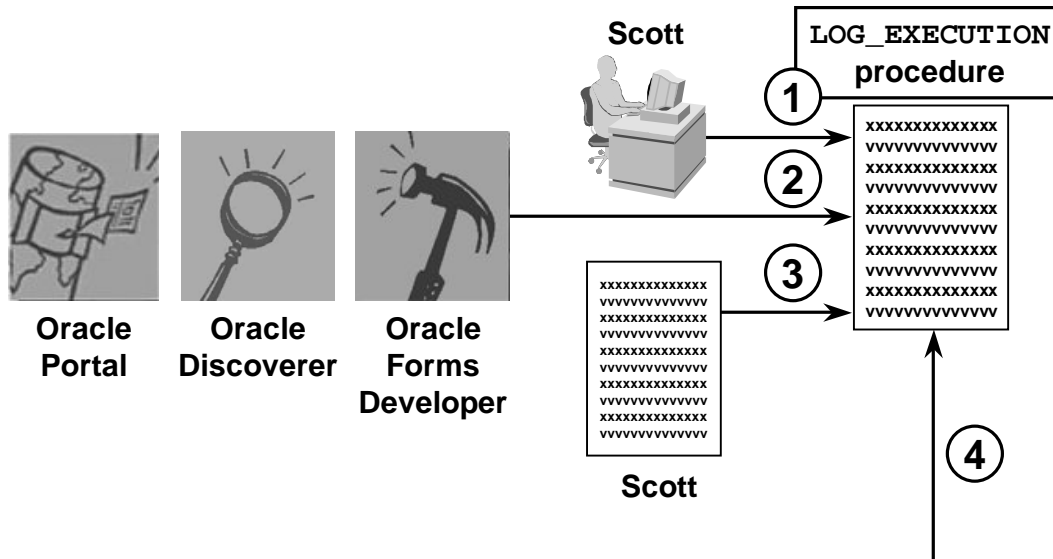 Scott
LOG_EXECUTION
procedure
1
xxxxxxxxxxxxxx
vvvvvvvvvvvvvv
xxxxxxxxxxxxxx
vvvvvvvvvvvvvv
xxxxxxxxxxxxxx
vvvvvvvvvvvvvv
xxxxxxxxxxxxxx
vvvvvvvvvvvvvv
xxxxxxxxxxxxxx
vvvvvvvvvvvvvv
2
3
xxxxxxxxxxxxxx
vvvvvvvvvvvvvv
xxxxxxxxxxxxxx
vvvvvvvvvvvvvv
xxxxxxxxxxxxxx
vvvvvvvvvvvvvv
xxxxxxxxxxxxxx
vvvvvvvvvvvvvv
xxxxxxxxxxxxxx
vvvvvvvvvvvvvv
Oracle
Portal
Oracle
Discoverer
Oracle
Forms
Developer
Scott
4